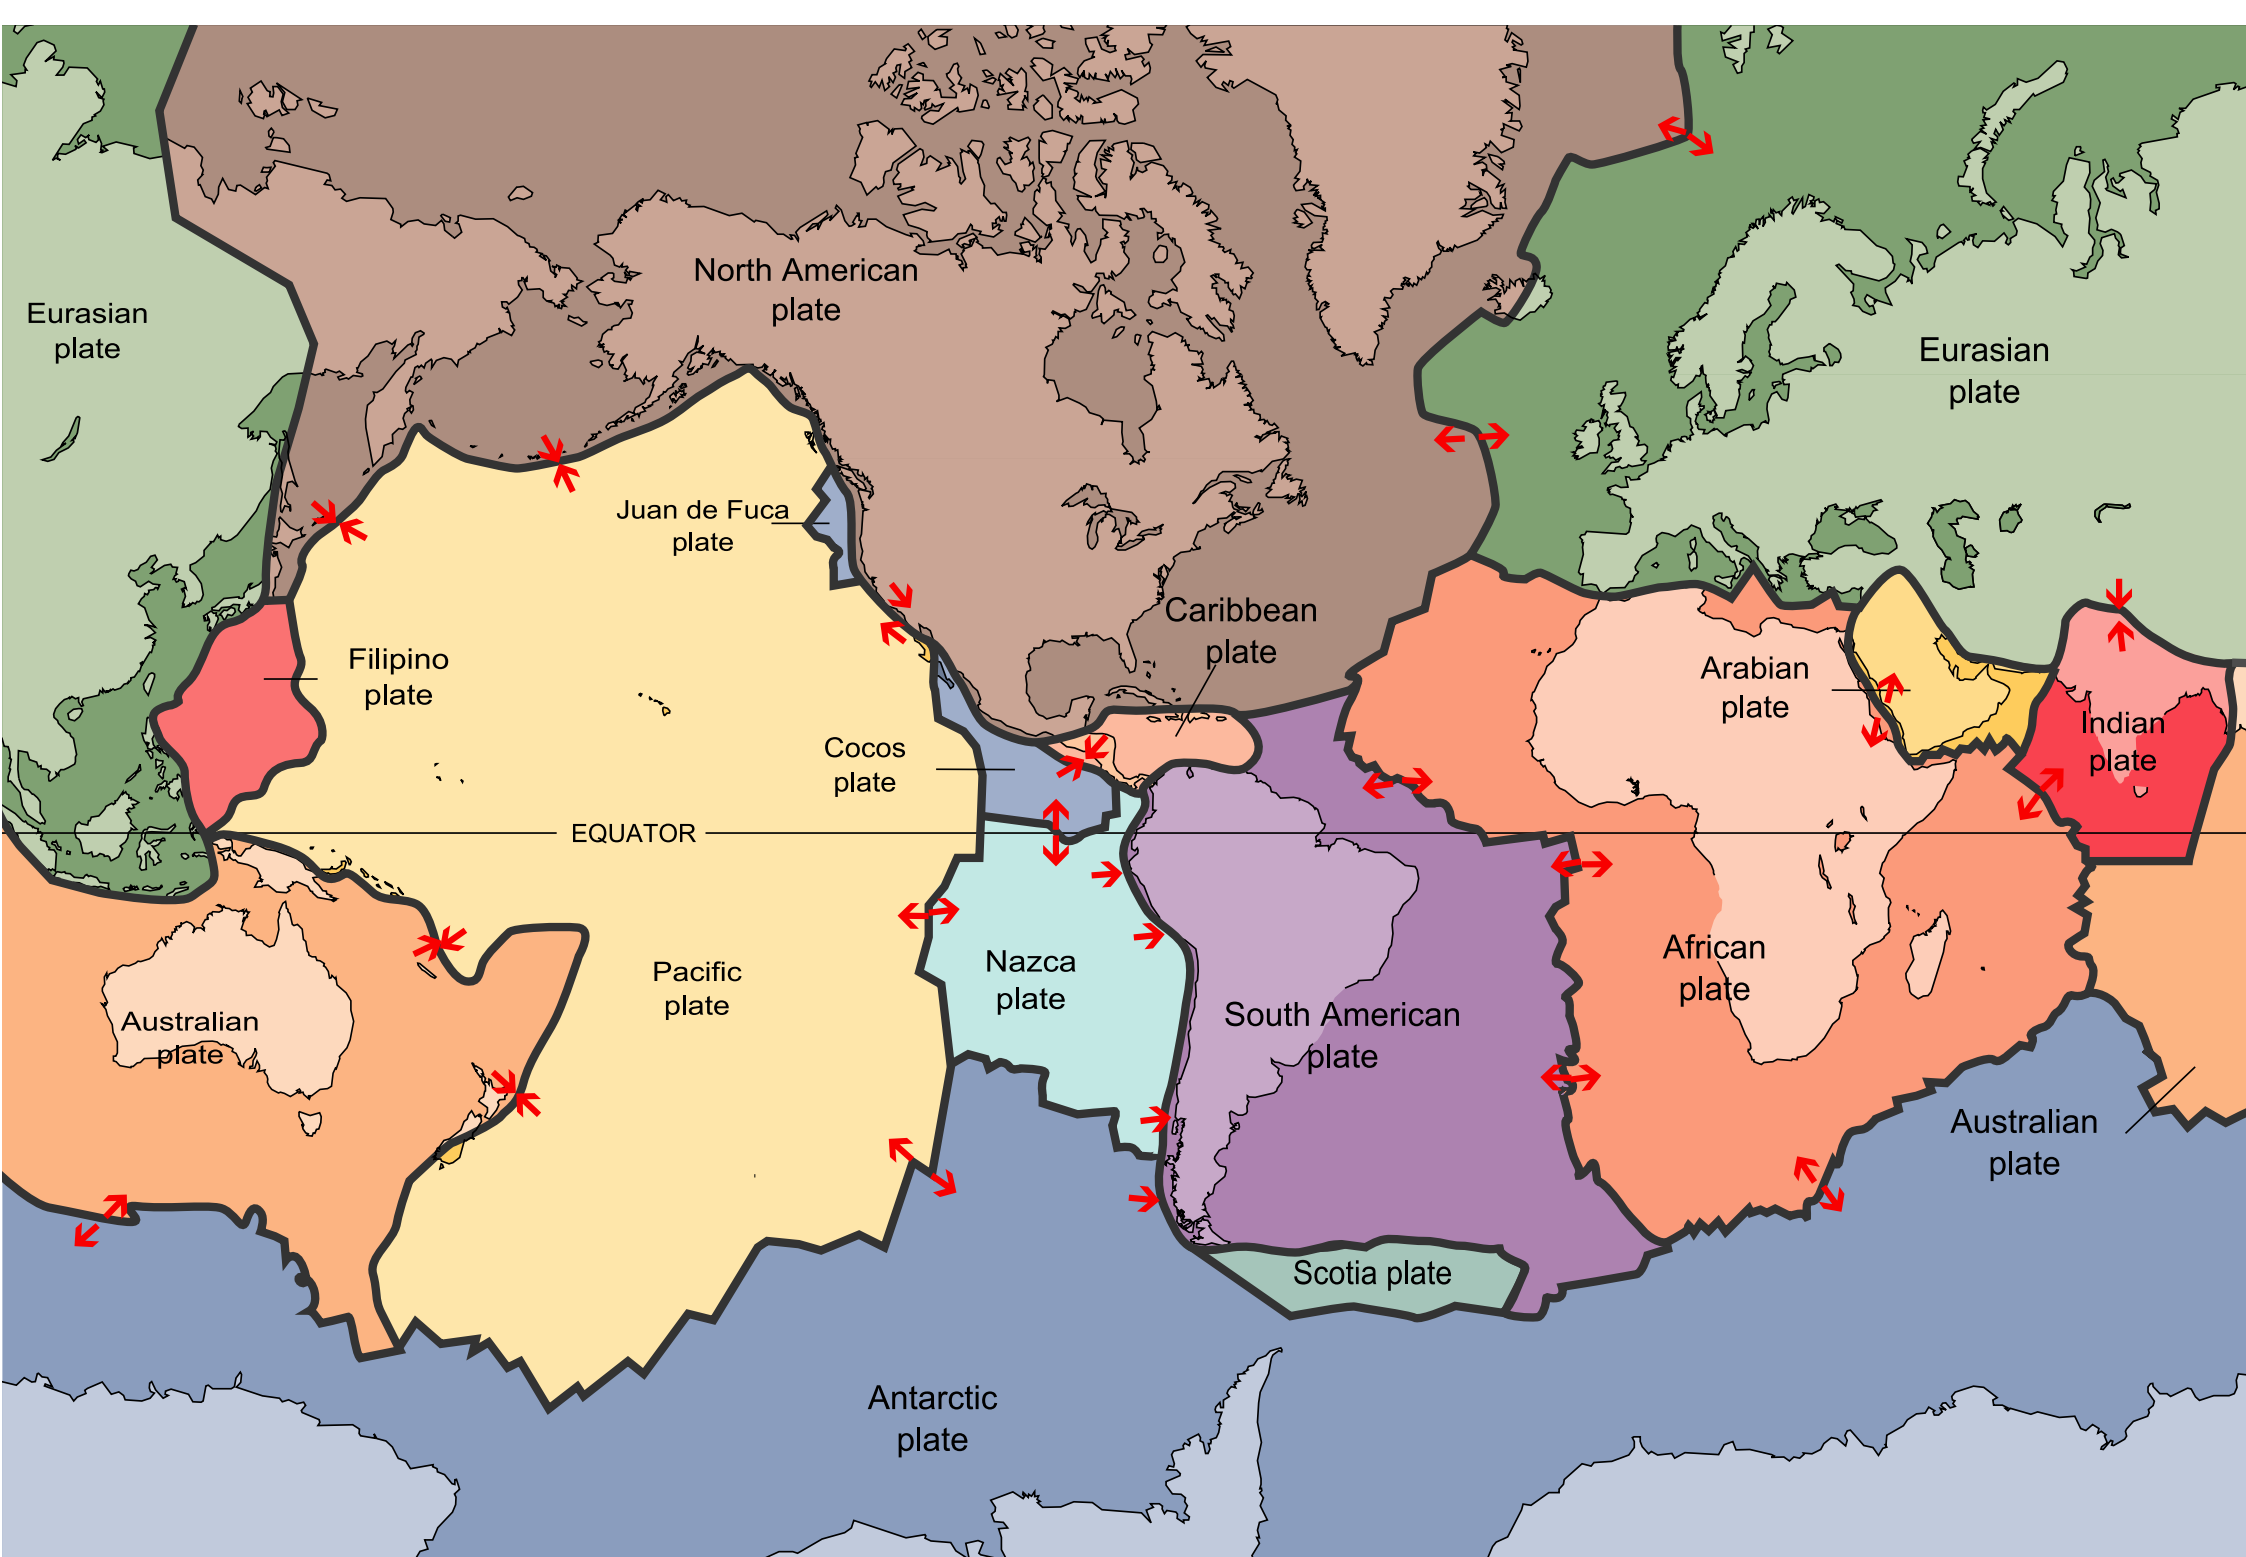 North American
plate
Eurasian
plate
Eurasian
plate
Juan de Fuca
plate
Caribbean
plate
Filipino
plate
Arabian
plate
Indian
plate
Cocos
plate
EQUATOR
African
plate
Nazca
plate
Pacific
plate
South American
plate
Australian
plate
Australian
plate
Scotia plate
Antarctic
plate